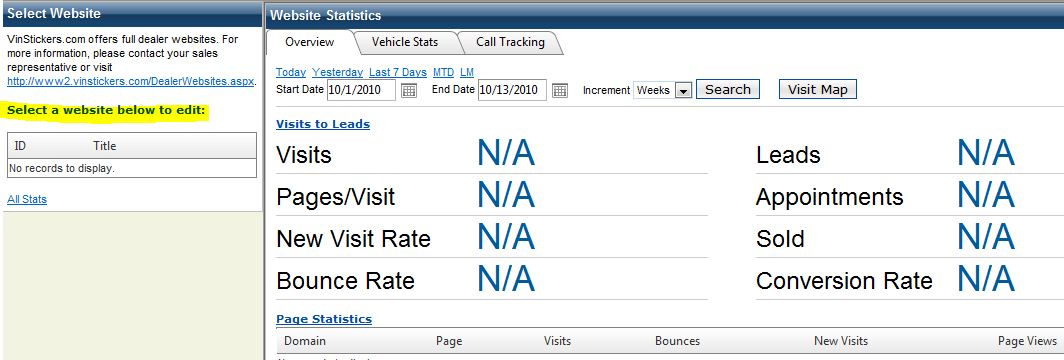 Select Website
VinStickers.com offers full dealer websites. For
more information, please contact your sales
representative or visit
http://www2.vinstickers.com/DealerWebsites.aspx.
Select a website below to edit:
ID Title
No records to display.
All Stats
Website Statistics
Overview Vehicle Stats Call Tracking
Today Yesterday Last 7 Days MTD LM
Start Date 10/1/2010 End Date 10/13/2010 Increment Weeks Search Visit Map
Visits to Leads
Visits N/A Leads N/A
Pages/Visit N/A Appointments N/A
New Visit Rate N/A Sold N/A
Bounce Rate N/A Conversion Rate N/A
Page Statistics
Domain Page Visits Bounces New Visits Page Views